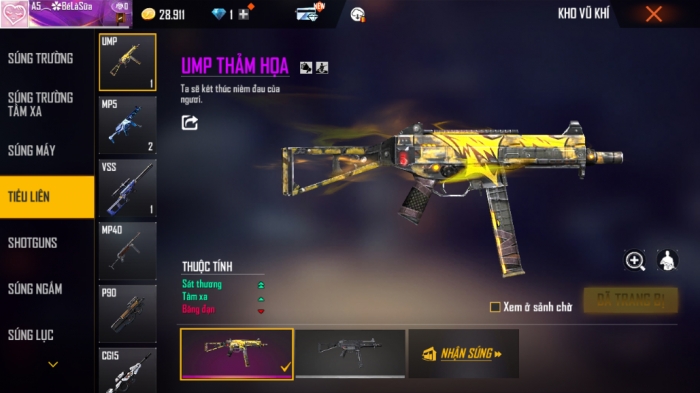 A5__✿BéLàSữa
28.911
1 +
NEW
KHO VŨ KHÍ
SÚNG TRƯỜNG
SÚNG TRƯỜNG
TẦM XA
SÚNG MÁY
TIỂU LIÊN
SHOTGUNS
SÚNG NGẮM
SÚNG LỤC
UMP
1
MP5
2
VSS
1
MP40
P90
CG15
UMP THẢM HỌA
Ta sẽ kết thúc niềm đau của
ngươi.
THUỘC TÍNH
Sát thương
Tầm xa
Băng đạn
Xem ở sảnh chờ
ĐÃ TRANG BỊ
NHẬN SÚNG